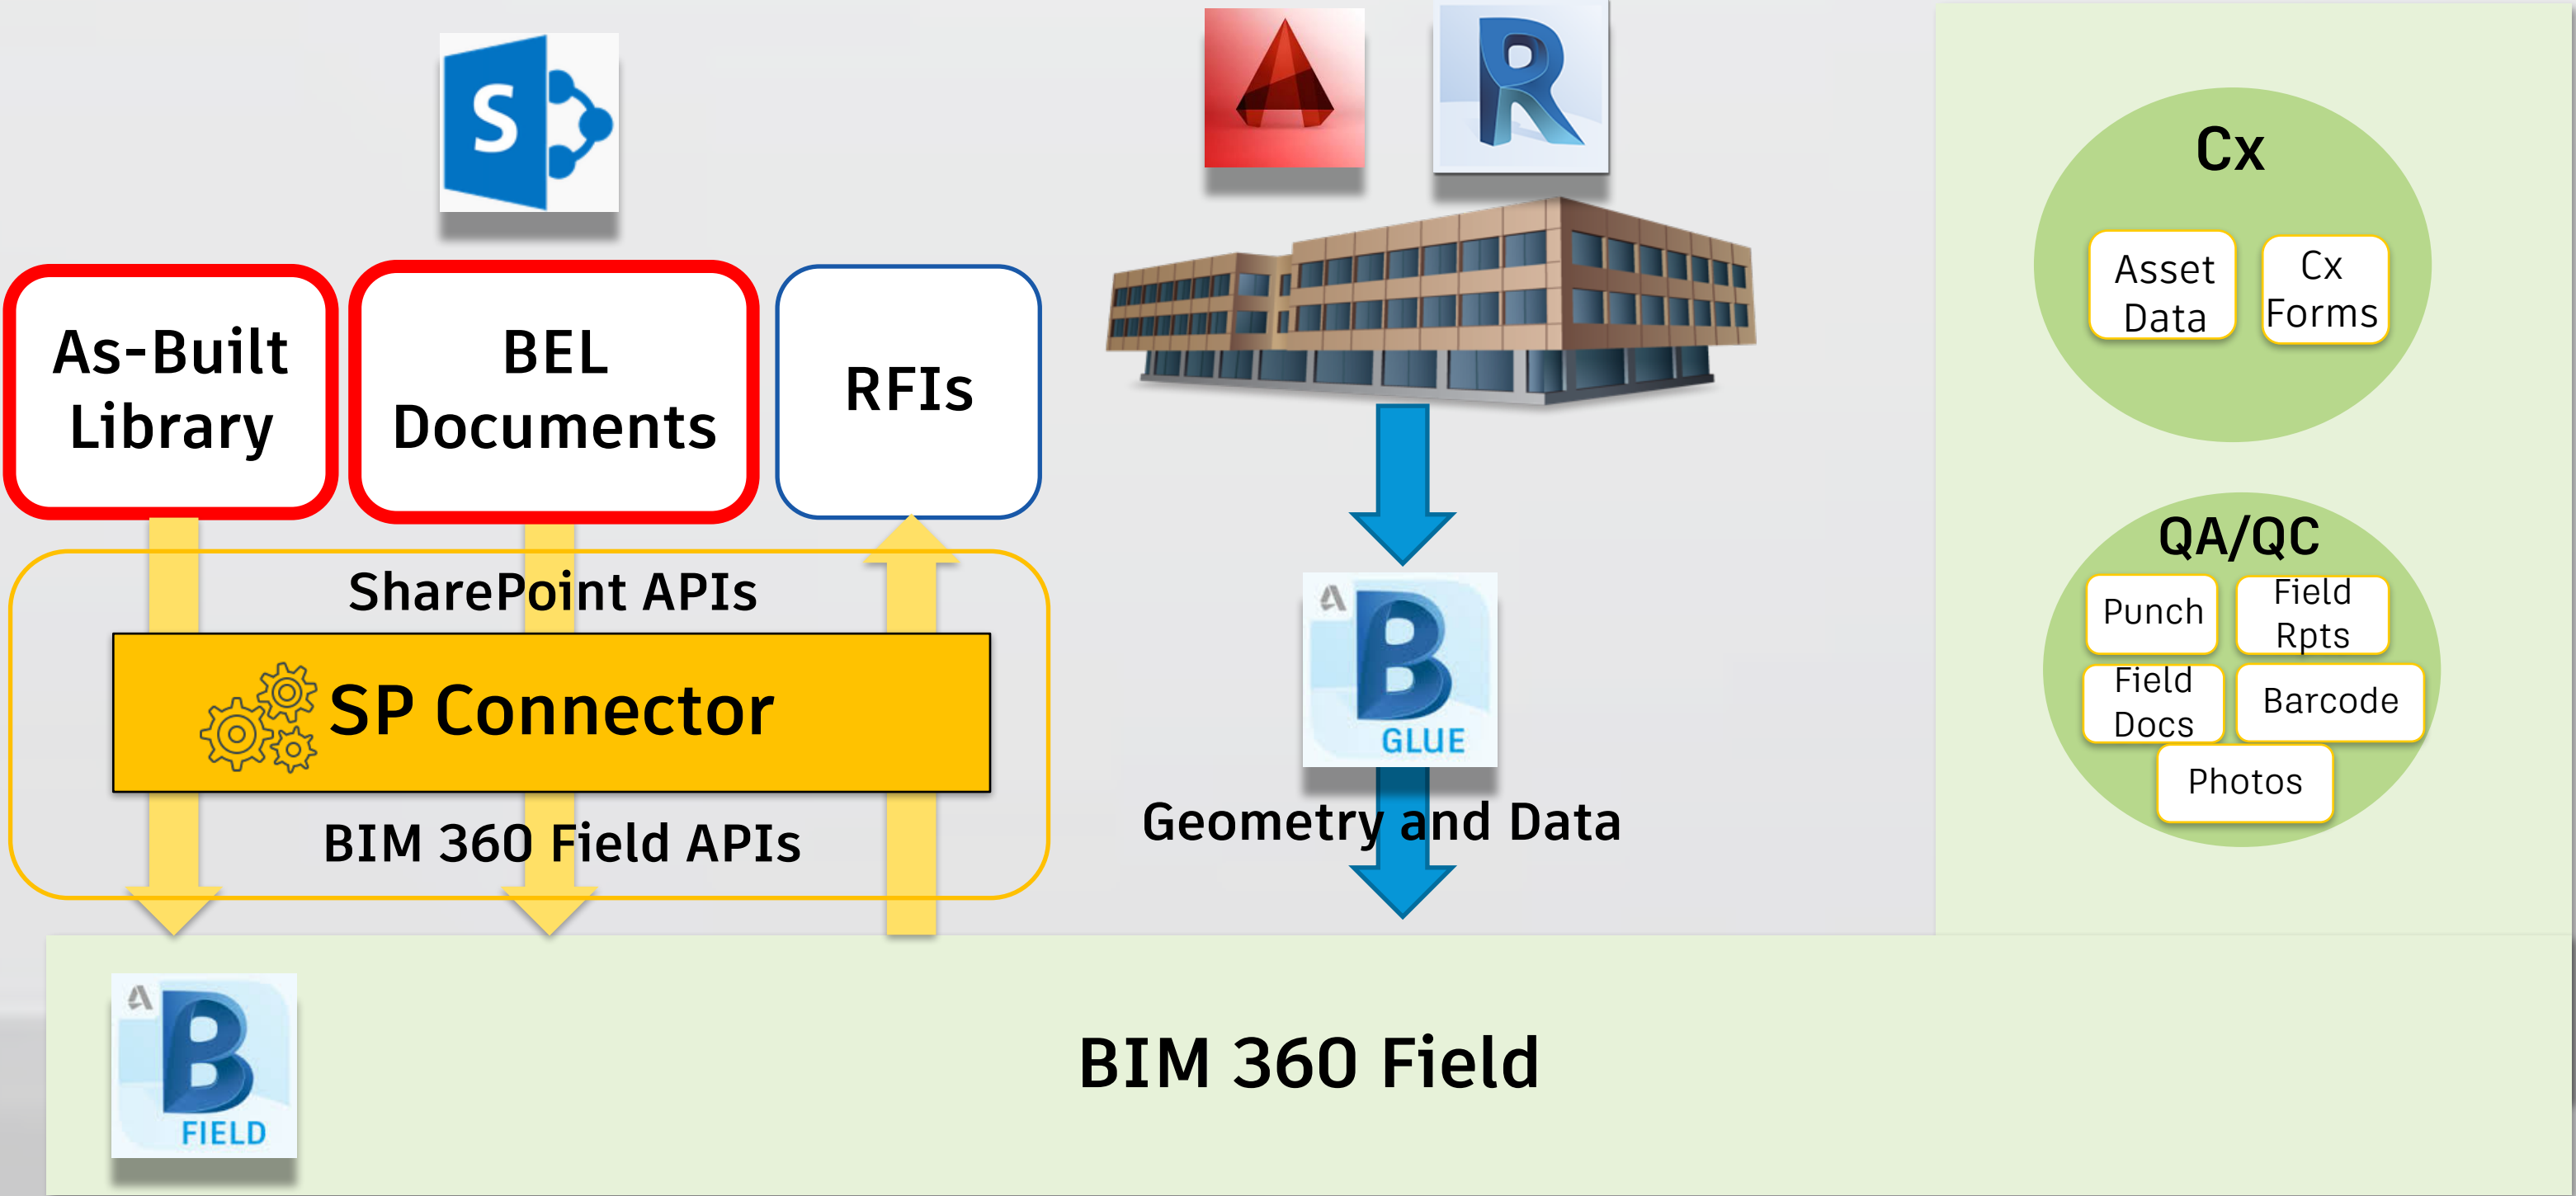 S
R
As-Built
Library
BEL
Documents
RFIs
SharePoint APIs
SP Connector
BIM 360 Field APIs
B
GLUE
Geometry and Data
Cx
Asset
Data
Cx
Forms
QA/QC
Punch
Field
Rpts
Field
Docs
Barcode
Photos
B
FIELD
BIM 360 Field